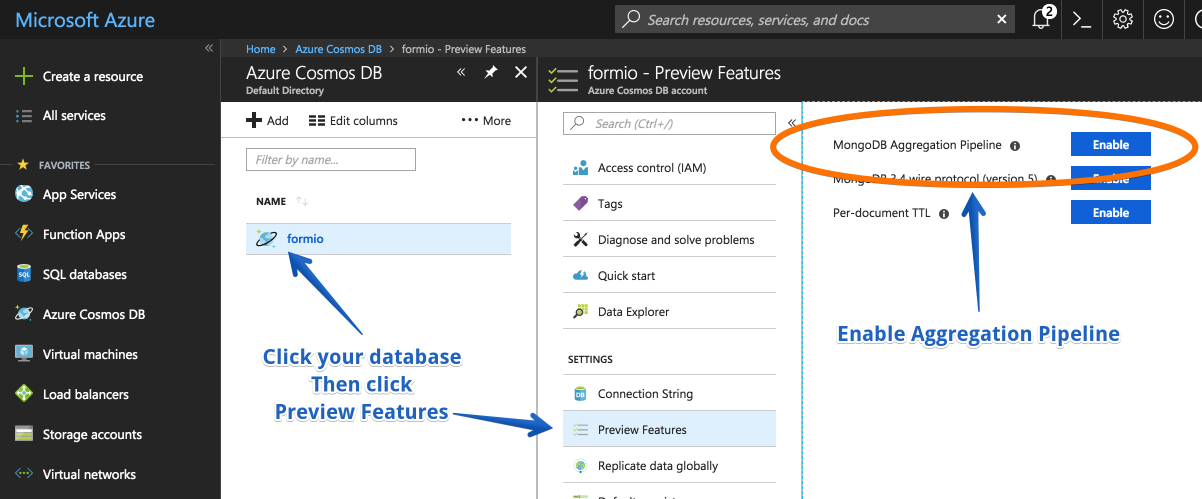 Microsoft Azure
Search resources, services, and docs
2
Create a resource
All services
FAVORITES
App Services
Function Apps
SQL databases
Azure Cosmos DB
Virtual machines
Load balancers
Storage accounts
Virtual networks
Home > Azure Cosmos DB > formio - Preview Features
Azure Cosmos DB
Default Directory
Add
Edit columns
More
Filter by name...
NAME
formio
Click your database
Then click
Preview Features
formio - Preview Features
Azure Cosmos DB account
Search (Ctrl+/)
Access control (IAM)
Tags
Diagnose and solve problems
Quick start
Data Explorer
SETTINGS
Connection String
Preview Features
Replicate data globally
MongoDB Aggregation Pipeline
Enable
MongoDB 3.4 wire protocol (version 5)
Enable
Per-document TTL
Enable
Enable Aggregation Pipeline